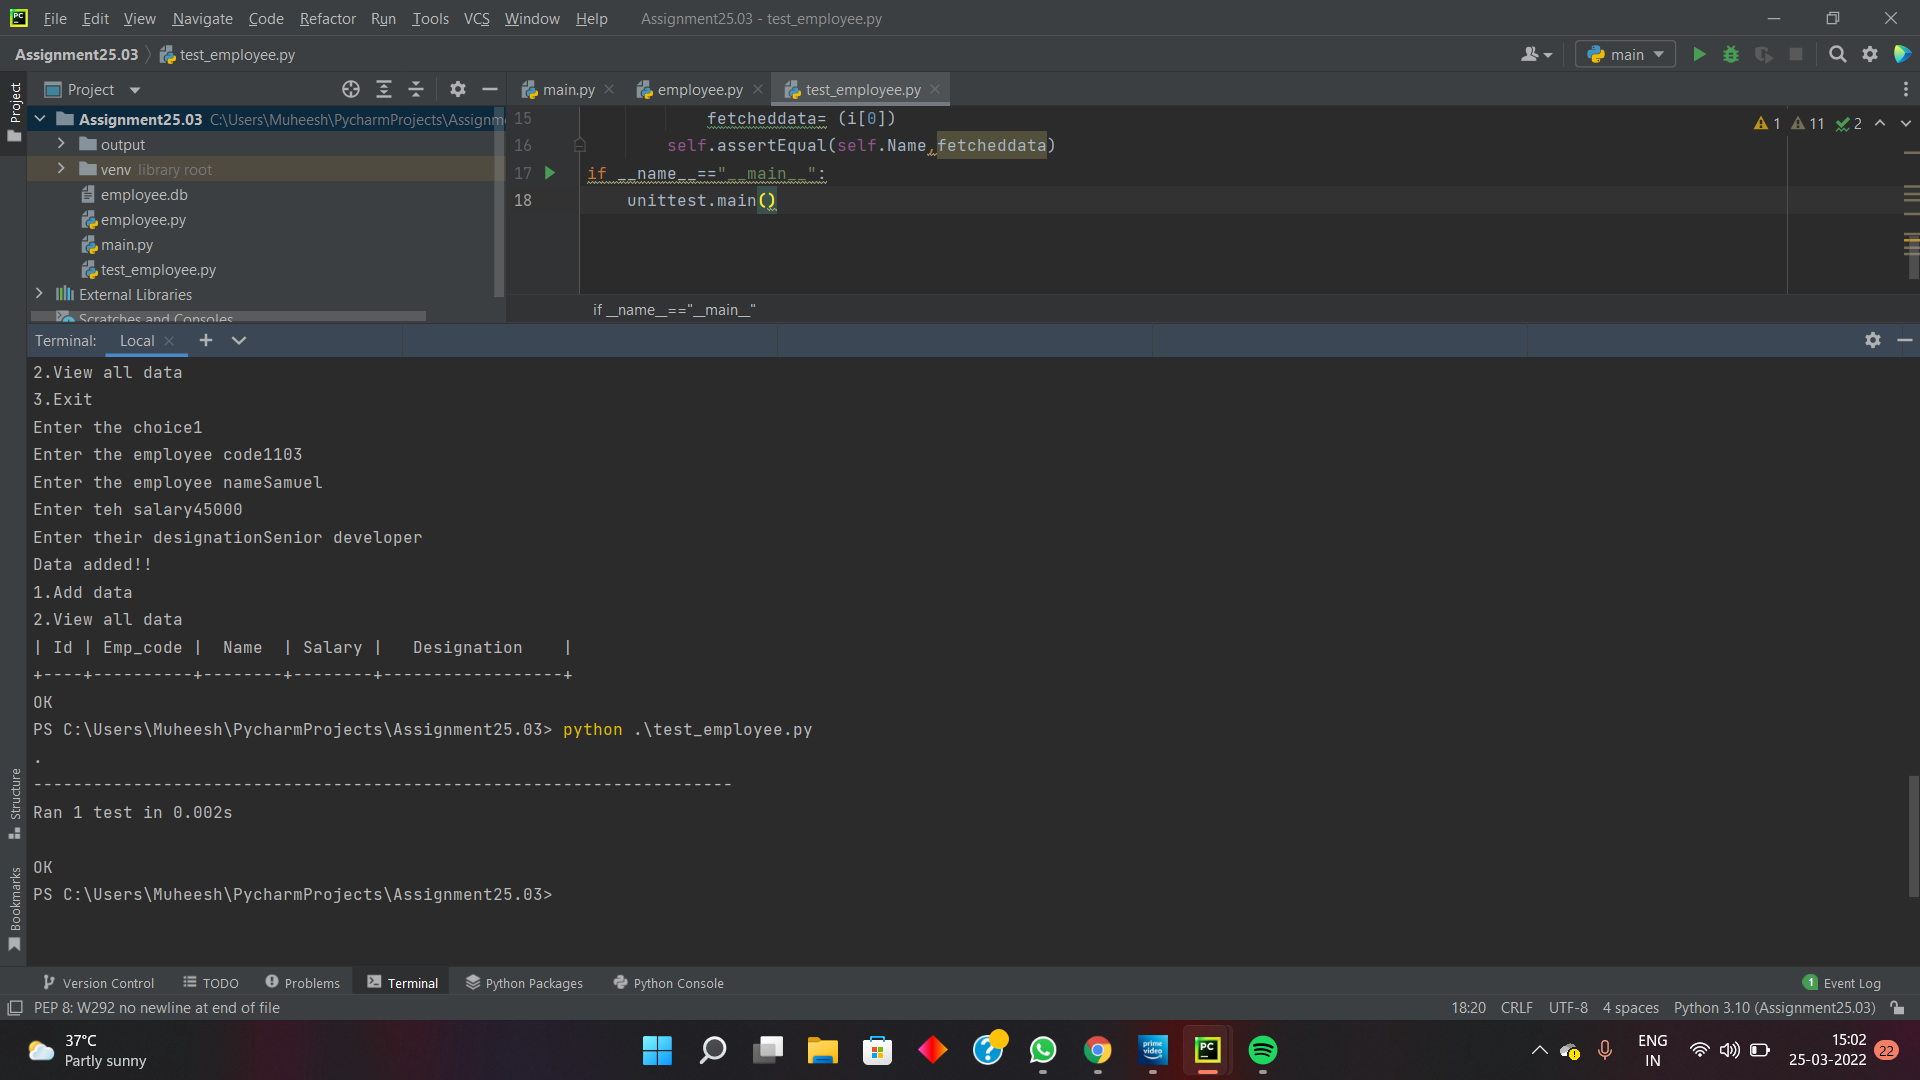 File Edit View Navigate Code Refactor Run Tools VCS Window Help Assignment25.03 - test_employee.py
Assignment25.03 test_employee.py main
Project
Project main.py employee.py test_employee.py
Assignment25.03 C:\Users\Muheesh\PycharmProjects\Assignm
output
venv library root
employee.db
employee.py
main.py
test_employee.py
External Libraries
Scratches and Consoles
15 fetcheddata= (i[0])
16 self.assertEqual(self.Name,fetcheddata)
17 if __name__=="__main__":
18 unittest.main()
1 11 2
if __name__=="__main__"
Terminal: Local
2.View all data
3.Exit
Enter the choice1
Enter the employee code1103
Enter the employee nameSamuel
Enter teh salary45000
Enter their designationSenior developer
Data added!!
1.Add data
2.View all data
| Id | Emp_code |  Name  | Salary |   Designation    |
+----+----------+--------+--------+------------------+
OK
PS C:\Users\Muheesh\PycharmProjects\Assignment25.03> python .\test_employee.py
.
----------------------------------------------------------------------
Ran 1 test in 0.002s
OK
PS C:\Users\Muheesh\PycharmProjects\Assignment25.03>
Structure
Bookmarks
Version Control TODO Problems Terminal Python Packages Python Console 1 Event Log
PEP 8: W292 no newline at end of file 18:20 CRLF UTF-8 4 spaces Python 3.10 (Assignment25.03)
37°C
Partly sunny
prime video
PC
ENG
IN
15:02
25-03-2022
22